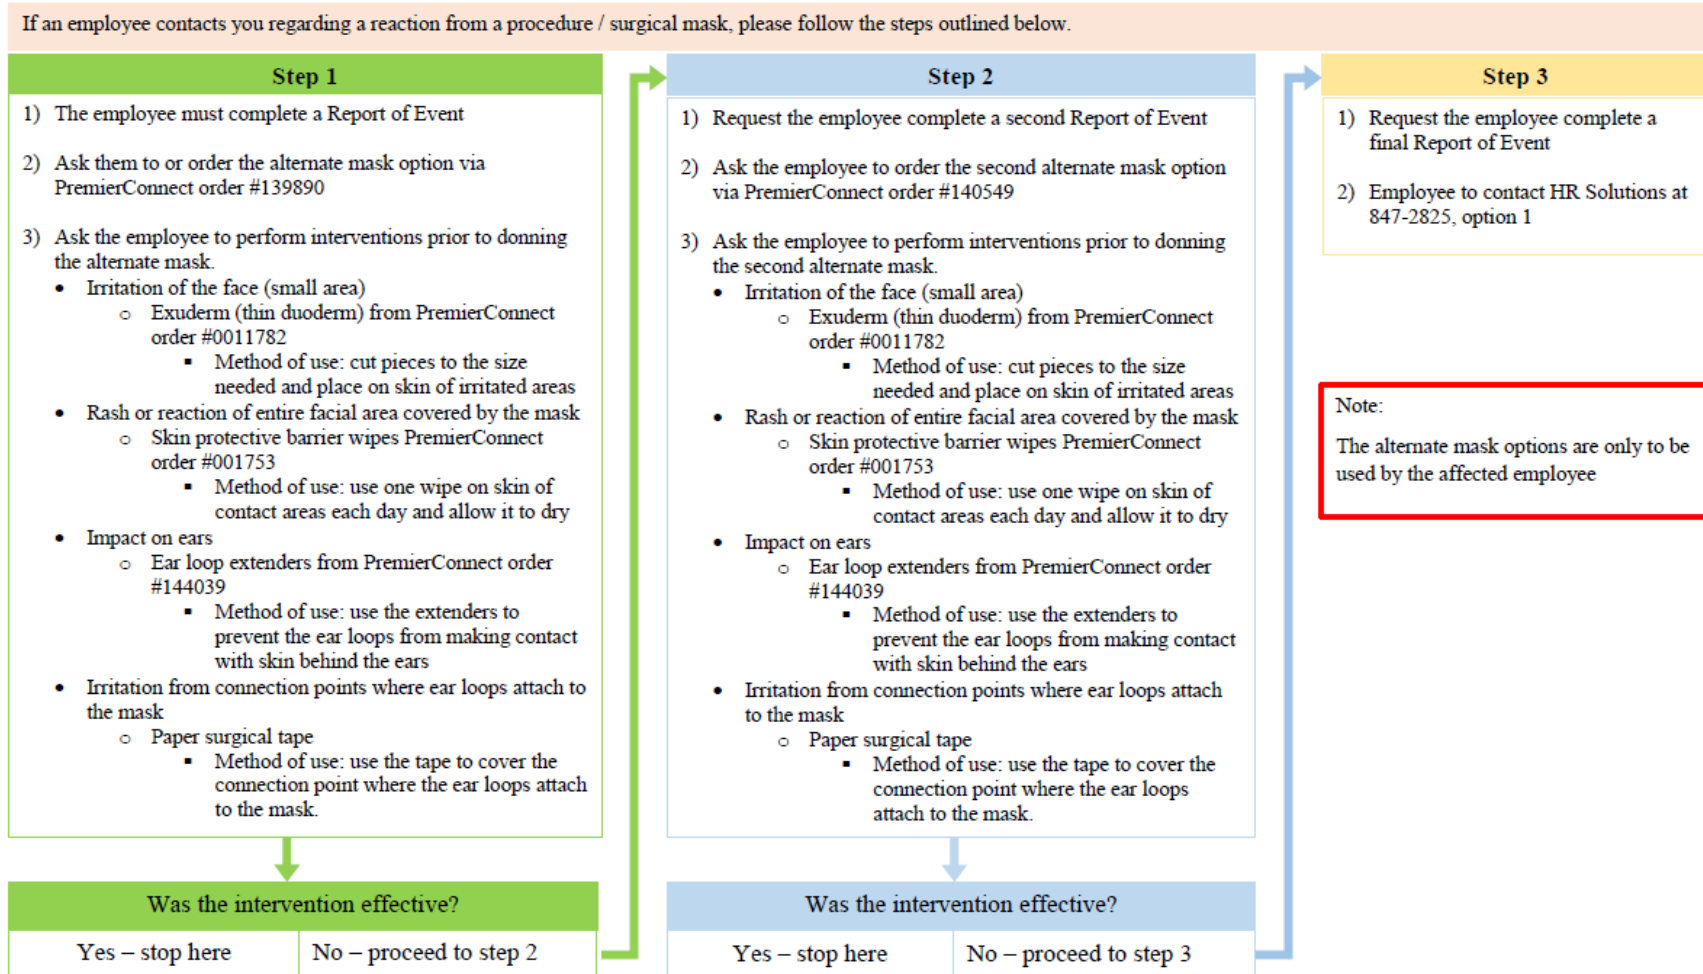 If an employee contacts you regarding a reaction from a procedure / surgical mask, please follow the steps outlined below.
Step 1
1) The employee must complete a Report of Event
2) Ask them to or order the alternate mask option via
PremierConnect order #139890
3) Ask the employee to perform interventions prior to donning
the alternate mask.
• Irritation of the face (small area)
o Exuderm (thin duoderm) from PremierConnect
order #0011782
▪ Method of use: cut pieces to the size
needed and place on skin of irritated areas
• Rash or reaction of entire facial area covered by the mask
o Skin protective barrier wipes PremierConnect
order #001753
▪ Method of use: use one wipe on skin of
contact areas each day and allow it to dry
• Impact on ears
o Ear loop extenders from PremierConnect order
#144039
▪ Method of use: use the extenders to
prevent the ear loops from making contact
with skin behind the ears
• Irritation from connection points where ear loops attach to
the mask
o Paper surgical tape
▪ Method of use: use the tape to cover the
connection point where the ear loops attach
to the mask.
Was the intervention effective?
Yes – stop here
No – proceed to step 2
Step 2
1) Request the employee complete a second Report of Event
2) Ask the employee to order the second alternate mask option
via PremierConnect order #140549
3) Ask the employee to perform interventions prior to donning
the second alternate mask.
• Irritation of the face (small area)
o Exuderm (thin duoderm) from PremierConnect
order #0011782
▪ Method of use: cut pieces to the size
needed and place on skin of irritated areas
• Rash or reaction of entire facial area covered by the mask
o Skin protective barrier wipes PremierConnect
order #001753
▪ Method of use: use one wipe on skin of
contact areas each day and allow it to dry
• Impact on ears
o Ear loop extenders from PremierConnect order
#144039
▪ Method of use: use the extenders to
prevent the ear loops from making contact
with skin behind the ears
• Irritation from connection points where ear loops attach
to the mask
o Paper surgical tape
▪ Method of use: use the tape to cover the
connection point where the ear loops
attach to the mask.
Was the intervention effective?
Yes – stop here
No – proceed to step 3
Step 3
1) Request the employee complete a
final Report of Event
2) Employee to contact HR Solutions at
847-2825, option 1
Note:
The alternate mask options are only to be
used by the affected employee